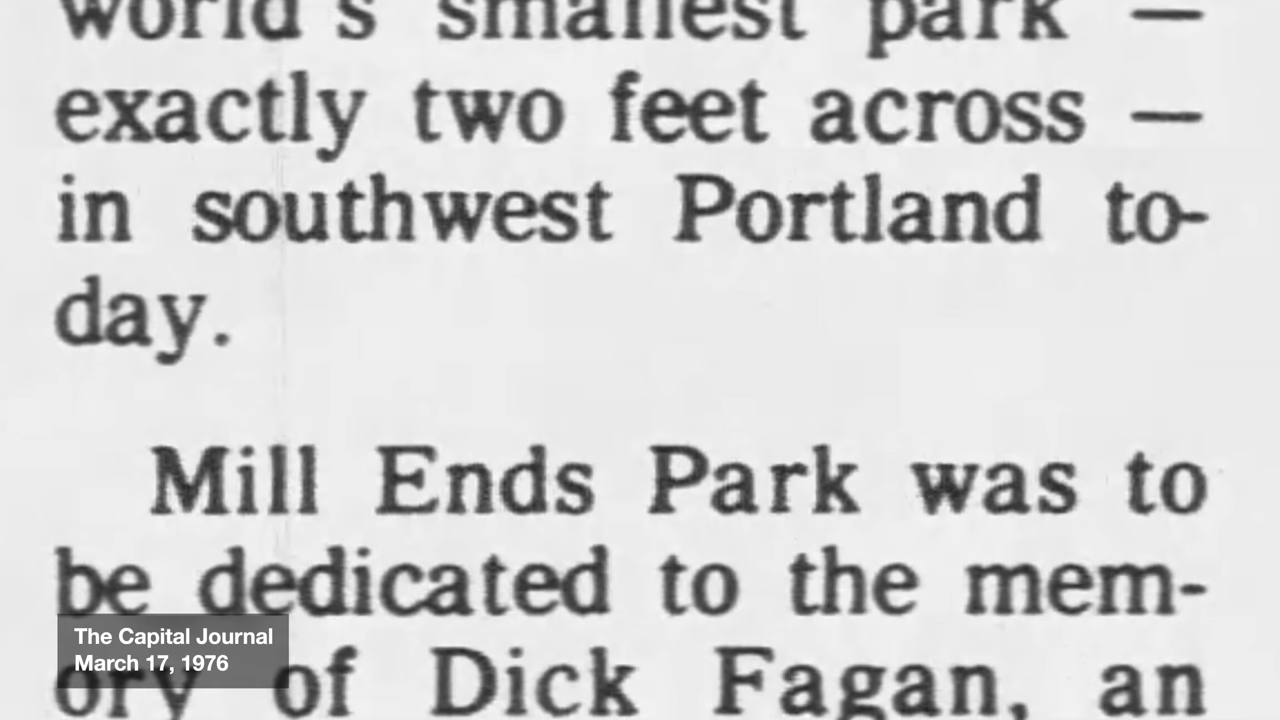 world's smallest park —
exactly two feet across —
in southwest Portland to-
day.
Mill Ends Park was to
be dedicated to the mem-
ory of Dick Fagan, an
The Capital Journal
March 17, 1976